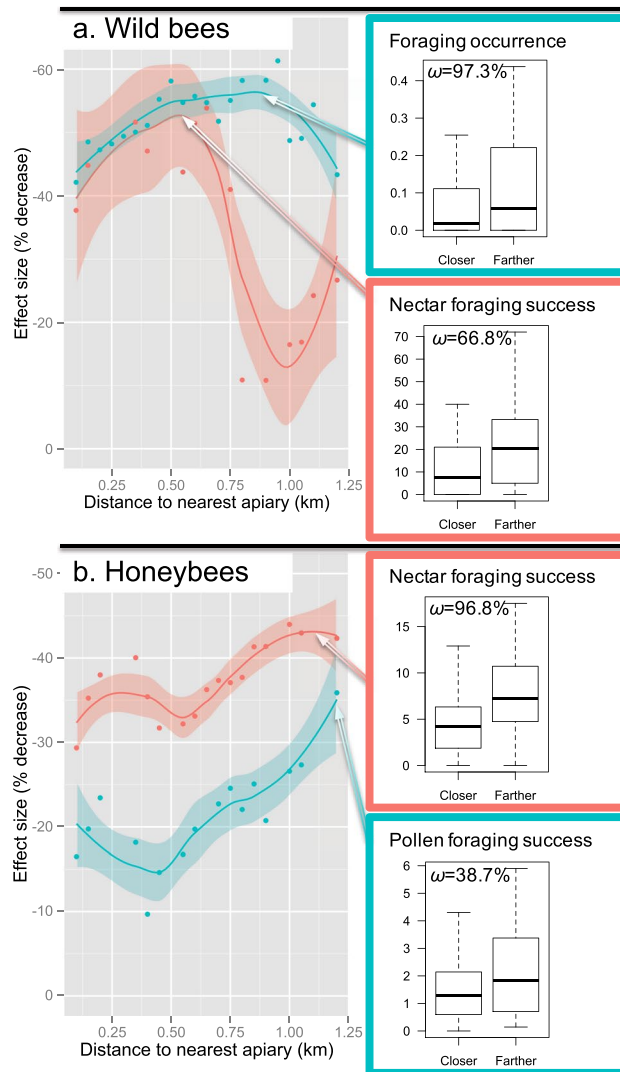 a. Wild bees
Effect size (% decrease)
-60
-40
-20
0
0.25 0.50 0.75 1.00 1.25
Distance to nearest apiary (km)
Foraging occurrence
ω=97.3%
0.4
0.3
0.2
0.1
0.0
Closer Farther
Nectar foraging success
ω=66.8%
70
60
50
40
30
20
10
0
Closer Farther
b. Honeybees
Effect size (% decrease)
-50
-40
-30
-20
-10
0
0.25 0.50 0.75 1.00 1.25
Distance to nearest apiary (km)
Nectar foraging success
ω=96.8%
15
10
5
0
Closer Farther
Pollen foraging success
ω=38.7%
6
5
4
3
2
1
0
Closer Farther